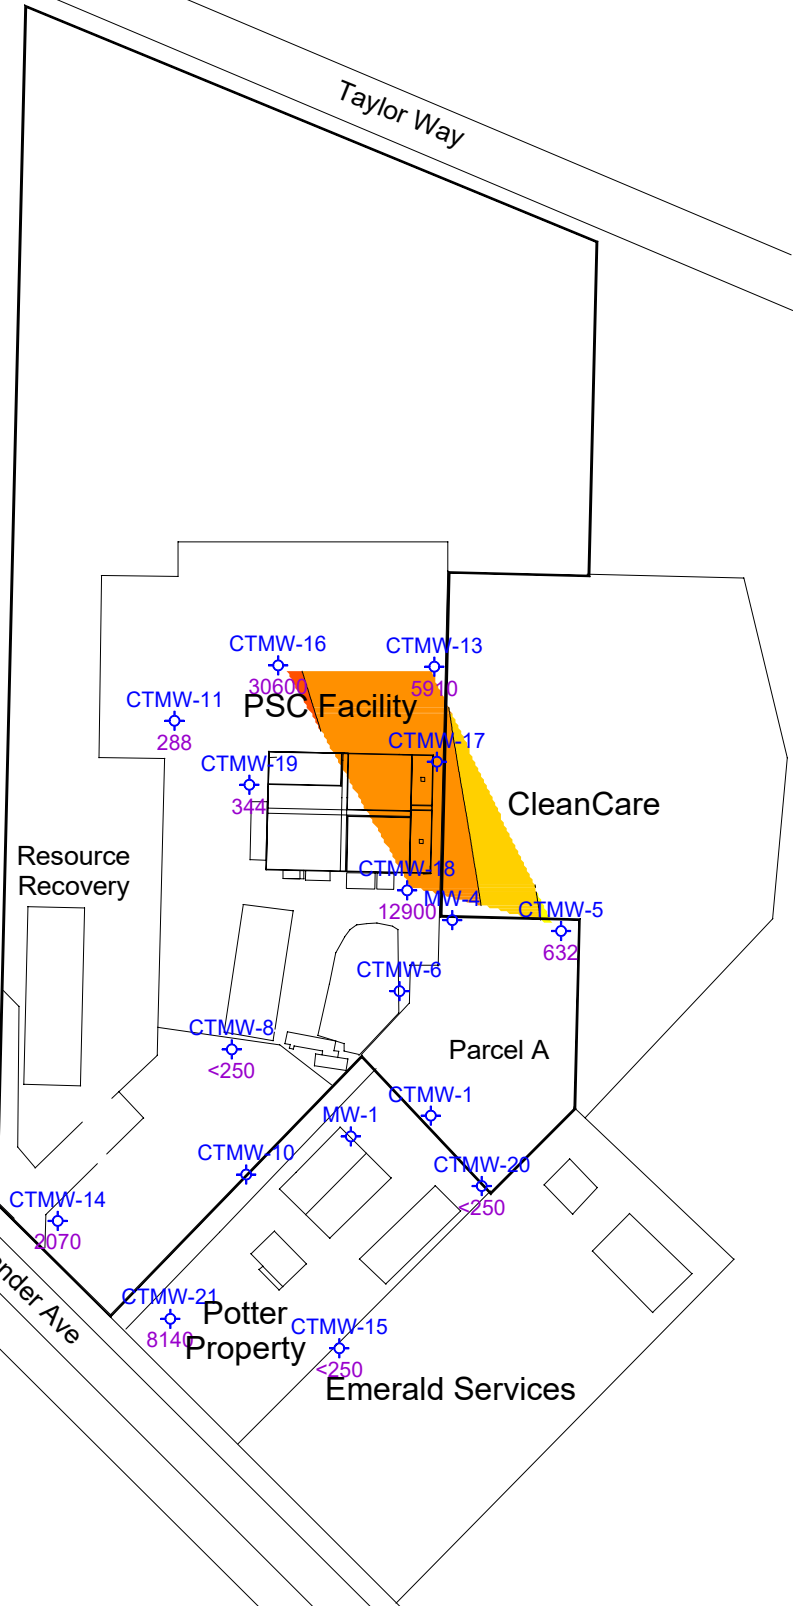 Taylor Way
CTMW-16
30600
CTMW-13
5910
CTMW-11
288
PSC Facility
CTMW-17
CTMW-19
344
CleanCare
Resource
Recovery
CTMW-18
12900
MW-4
CTMW-5
632
CTMW-6
CTMW-8
<250
Parcel A
CTMW-1
MW-1
CTMW-10
CTMW-20
<250
CTMW-14
2070
nder Ave
CTMW-21
8140
Potter
Property
CTMW-15
<250
Emerald Services